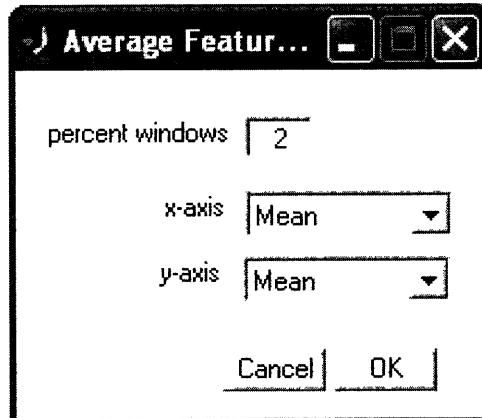 Average Featur...
percent windows 2
x-axis Mean
y-axis Mean
Cancel OK